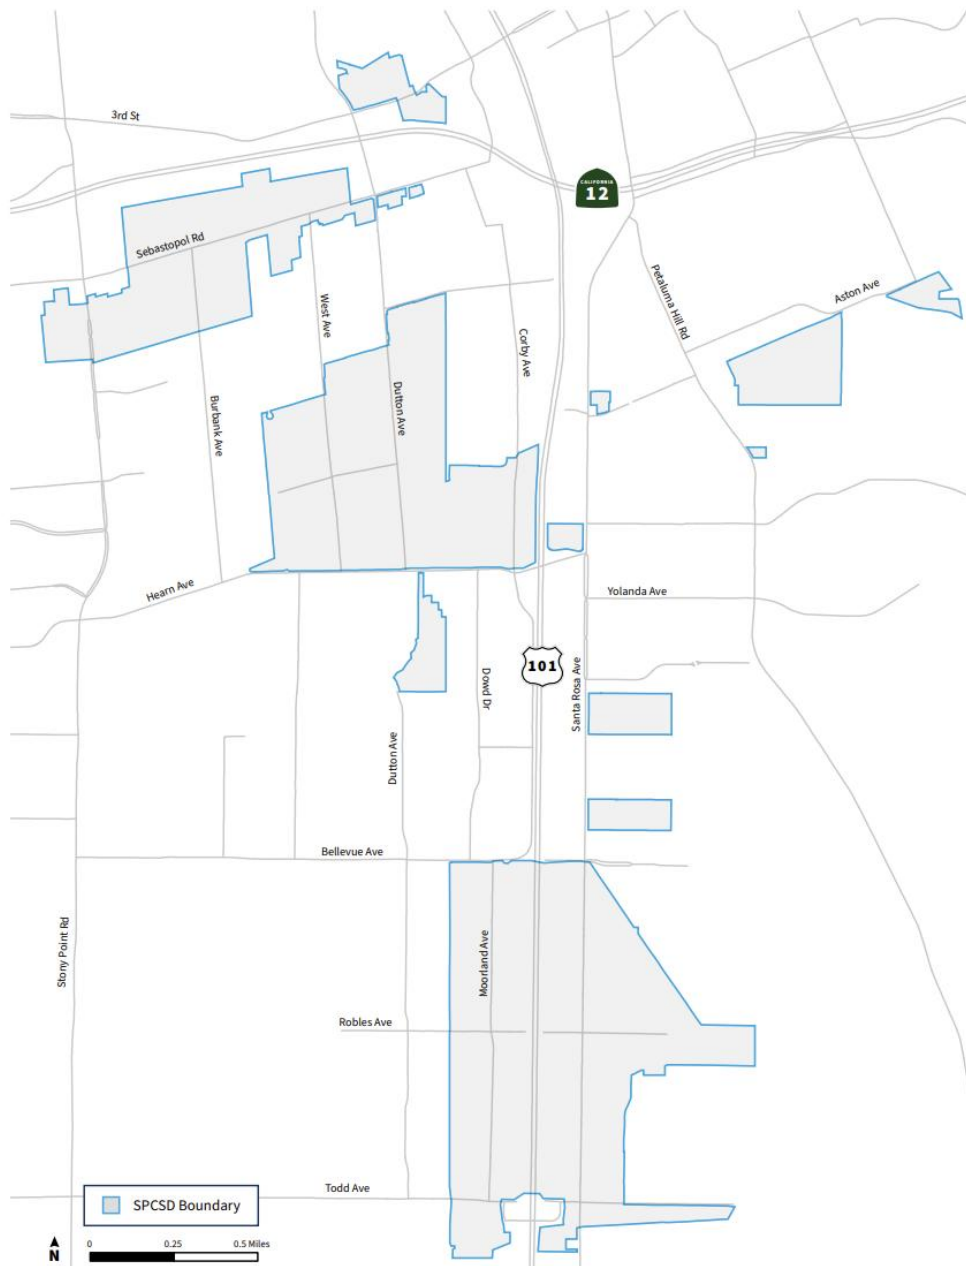 3rd St
CALIFORNIA
12
Sebastopol Rd
Petaluma Hill Rd
Aston Ave
West Ave
Corby Ave
Dutton Ave
Burbank Ave
Hearn Ave
Yolanda Ave
101
Santa Rosa Ave
Dowd Dr
Dutton Ave
Bellevue Ave
Stony Point Rd
Moorland Ave
Robles Ave
Todd Ave
SPCSD Boundary
N
0 0.25 0.5 Miles